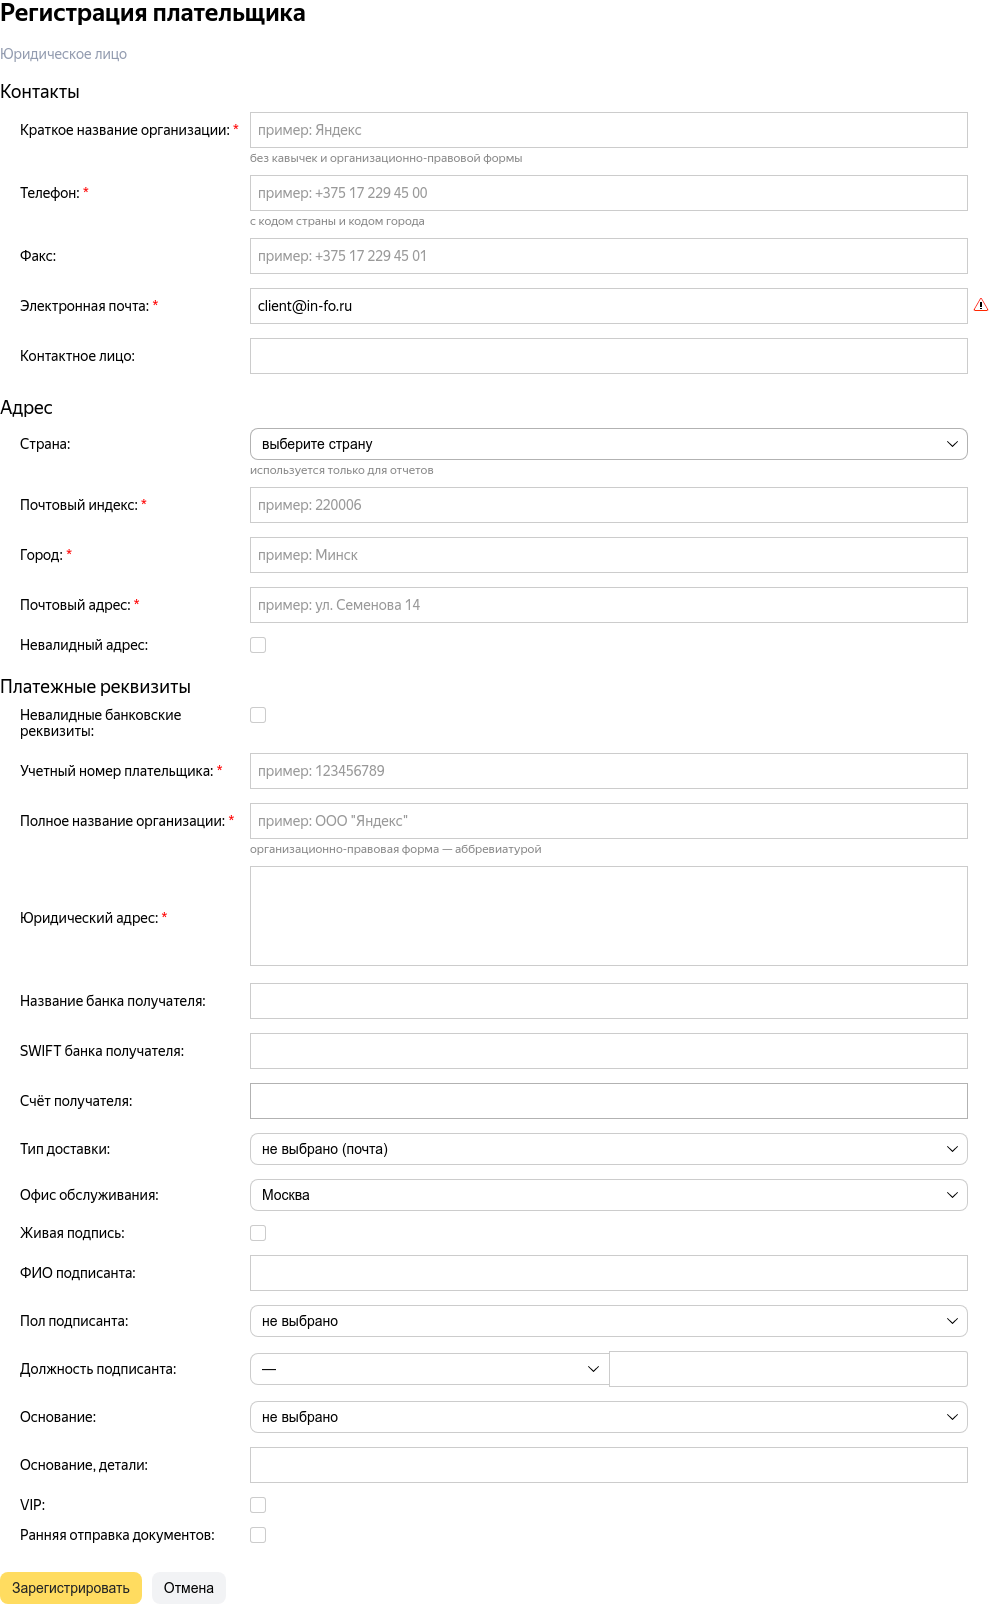 Регистрация плательщика
Юридическое лицо
Контакты
Краткое название организации: * пример: Яндекс
без кавычек и организационно-правовой формы
Телефон: * пример: +375 17 229 45 00
с кодом страны и кодом города
Факс: пример: +375 17 229 45 01
Электронная почта: * client@in-fo.ru
Контактное лицо:
Адрес
Страна: выберите страну
используется только для отчетов
Почтовый индекс: * пример: 220006
Город: * пример: Минск
Почтовый адрес: * пример: ул. Семенова 14
Невалидный адрес:
Платежные реквизиты
Невалидные банковские
реквизиты:
Учетный номер плательщика: * пример: 123456789
Полное название организации: * пример: ООО "Яндекс"
организационно-правовая форма — аббревиатурой
Юридический адрес: *
Название банка получателя:
SWIFT банка получателя:
Счёт получателя:
Тип доставки: не выбрано (почта)
Офис обслуживания: Москва
Живая подпись:
ФИО подписанта:
Пол подписанта: не выбрано
Должность подписанта: —
Основание: не выбрано
Основание, детали:
VIP:
Ранняя отправка документов:
Зарегистрировать Отмена